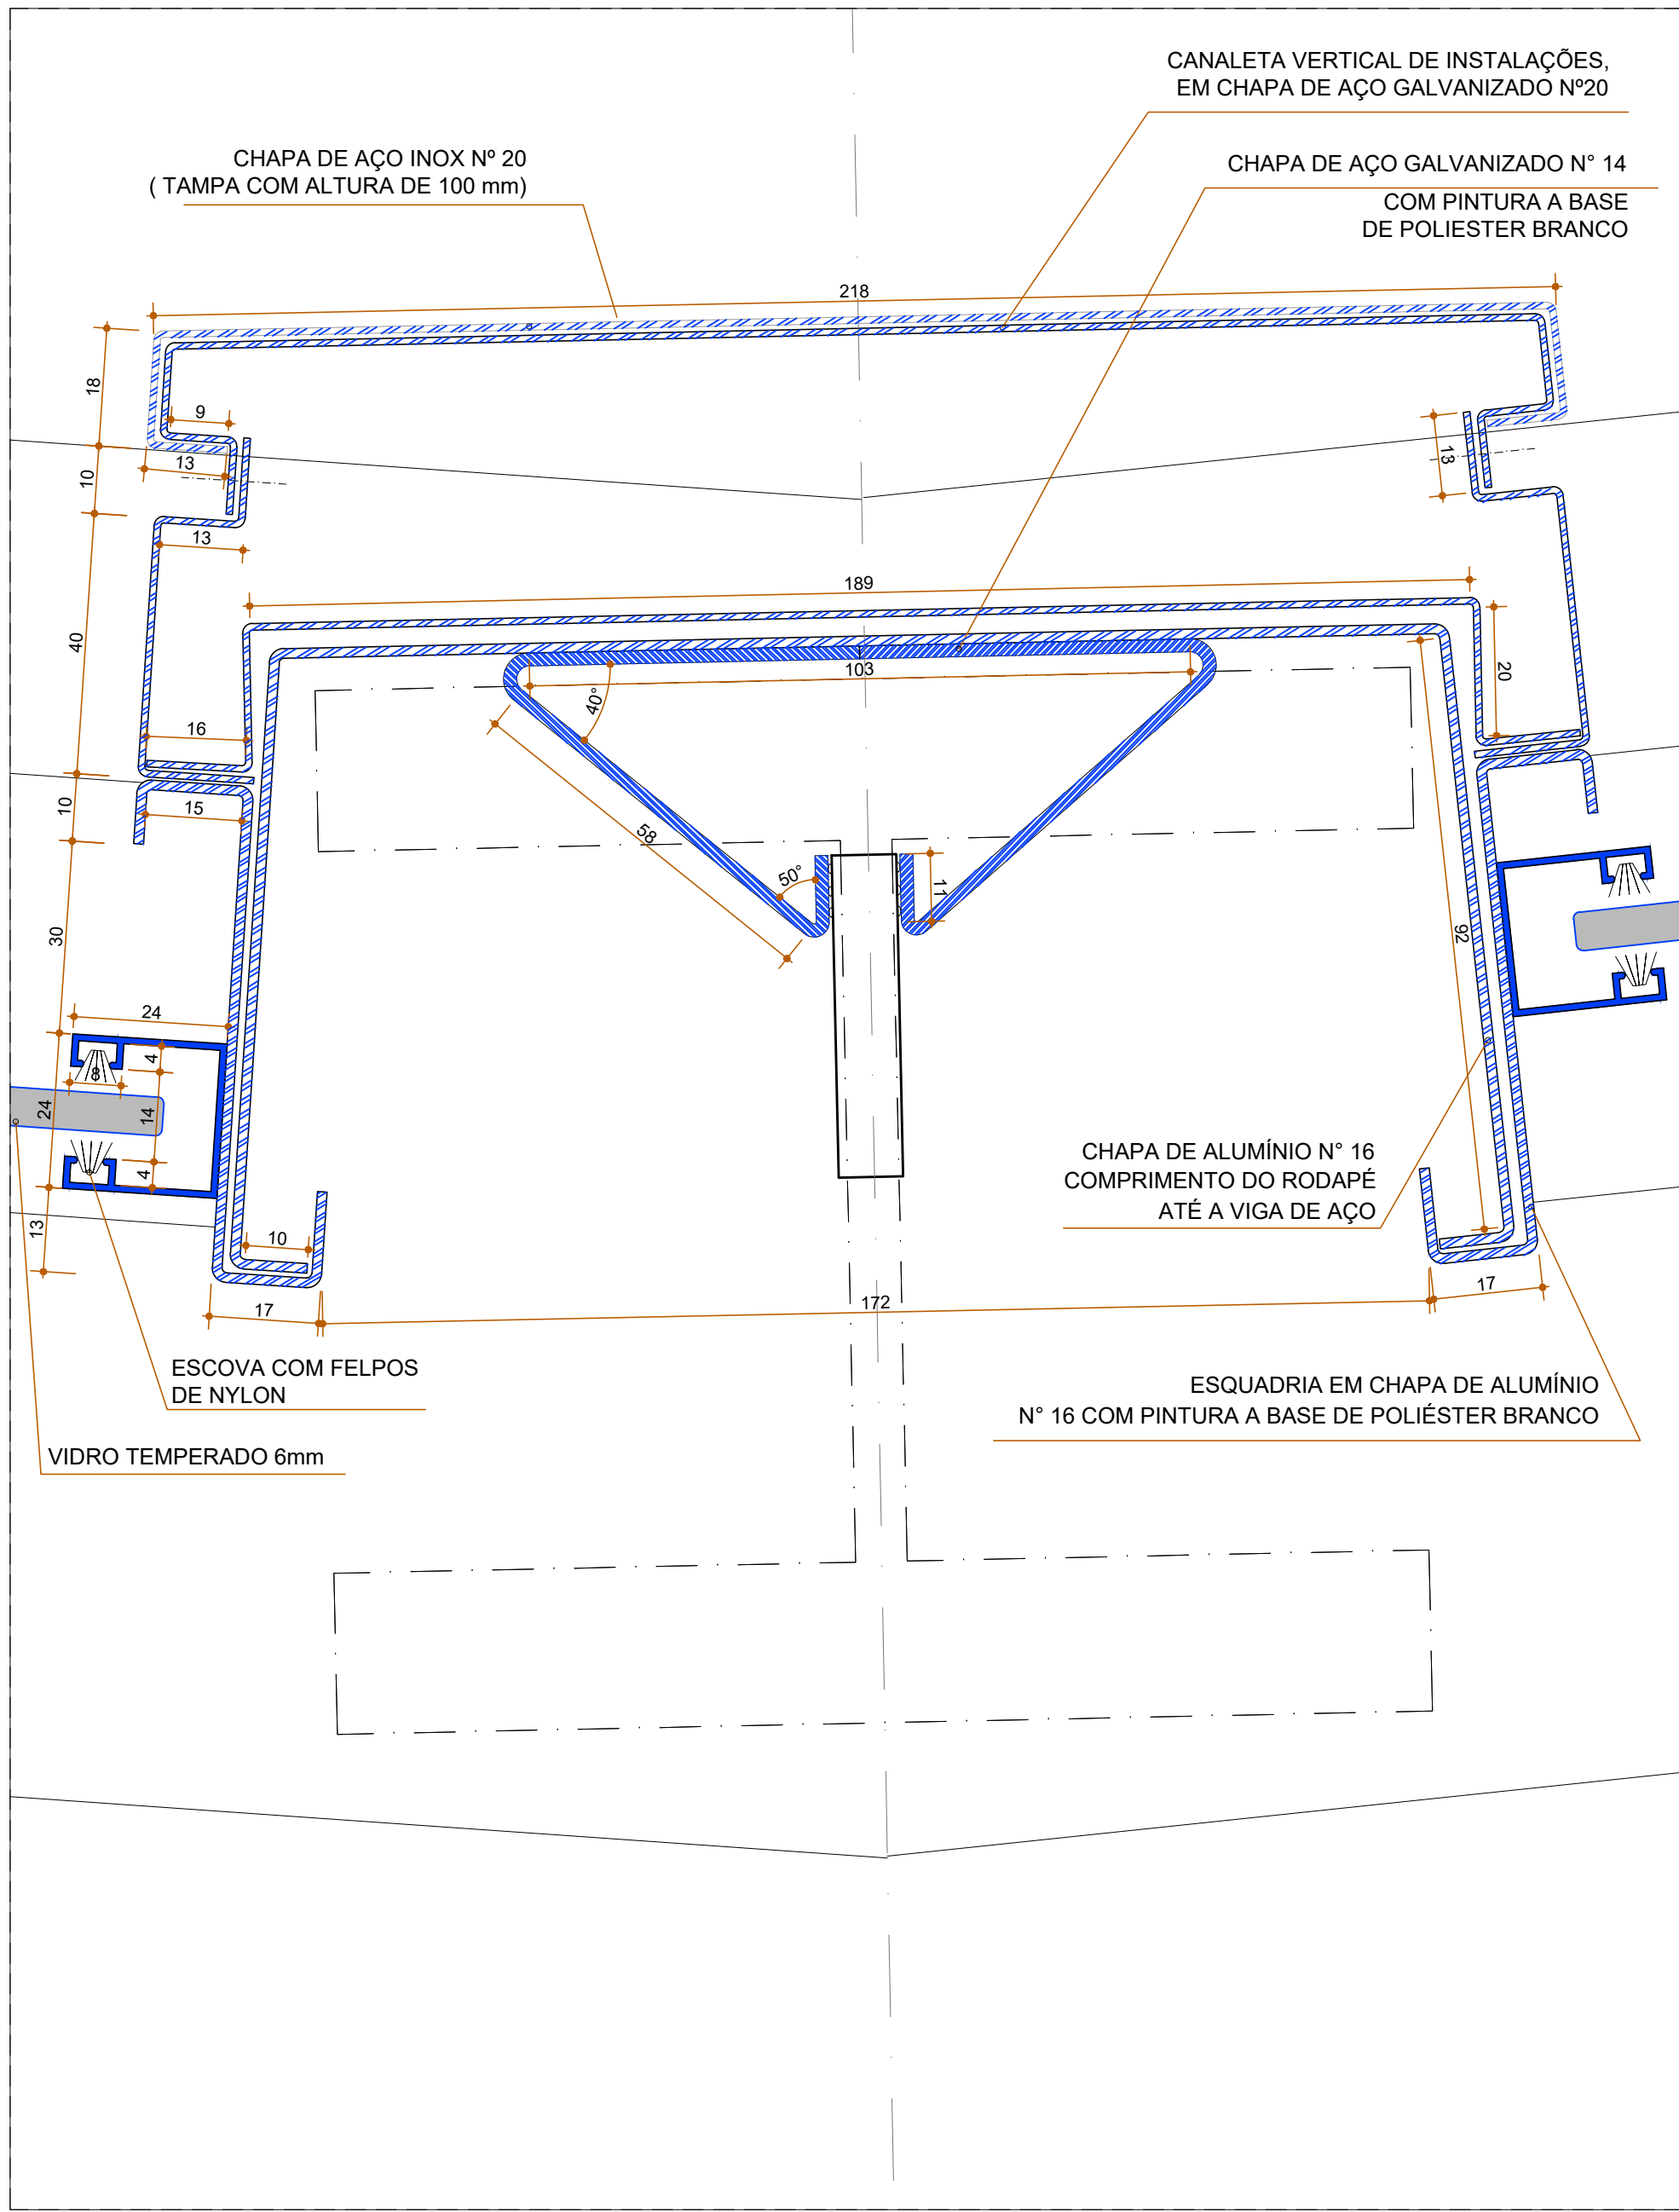 CANALETA VERTICAL DE INSTALAÇÕES,
EM CHAPA DE AÇO GALVANIZADO Nº20
CHAPA DE AÇO INOX Nº 20
( TAMPA COM ALTURA DE 100 mm)
CHAPA DE AÇO GALVANIZADO N° 14
COM PINTURA A BASE
DE POLIESTER BRANCO
218
18
9
13
10
13
13
40
189
20
103
40°
16
15
10
58
50°
11
92
30
24
4
8
24
14
4
13
10
17
172
17
CHAPA DE ALUMÍNIO N° 16
COMPRIMENTO DO RODAPÉ
ATÉ A VIGA DE AÇO
ESCOVA COM FELPOS
DE NYLON
ESQUADRIA EM CHAPA DE ALUMÍNIO
N° 16 COM PINTURA A BASE DE POLIÉSTER BRANCO
VIDRO TEMPERADO 6mm